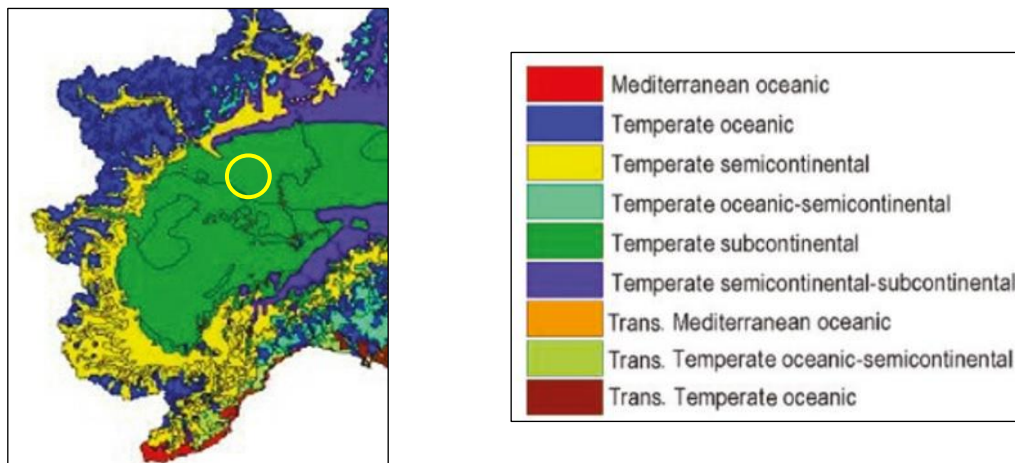 Mediterranean oceanic
Temperate oceanic
Temperate semicontinental
Temperate oceanic-semicontinental
Temperate subcontinental
Temperate semicontinental-subcontinental
Trans. Mediterranean oceanic
Trans. Temperate oceanic-semicontinental
Trans. Temperate oceanic